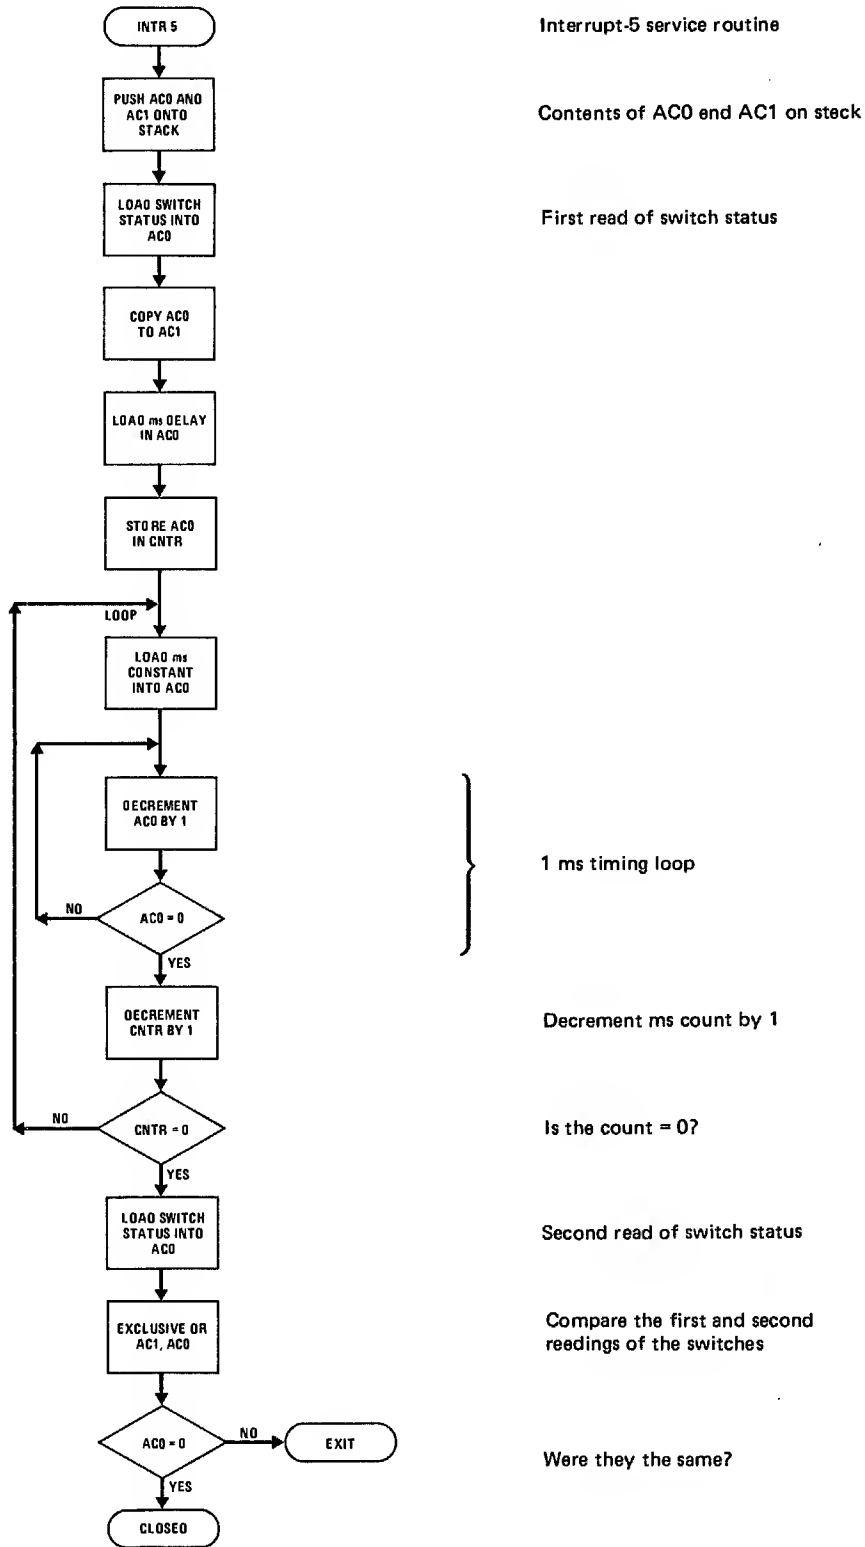 INTR 5
Interrupt-5 service routine
PUSH AC0 AND
AC1 ONTO
STACK
Contents of AC0 end AC1 on steck
LOAO SWITCH
STATUS INTO
AC0
First read of switch status
COPY AC0
TO AC1
LOAO ms OELAY
IN AC0
STORE AC0
IN CNTR
LOOP
LOAO ms
CONSTANT
INTO AC0
OECREMENT
AC0 BY 1
1 ms timing loop
AC0 = 0
NO
YES
OECREMENT
CNTR BY 1
Decrement ms count by 1
CNTR = 0
NO
Is the count = 0?
YES
LOAO SWITCH
STATUS INTO
AC0
Second read of switch status
EXCLUSIVE OR
AC1, AC0
Compare the first and second
reedings of the switches
AC0 = 0
NO
EXIT
Were they the same?
YES
CLOSEO